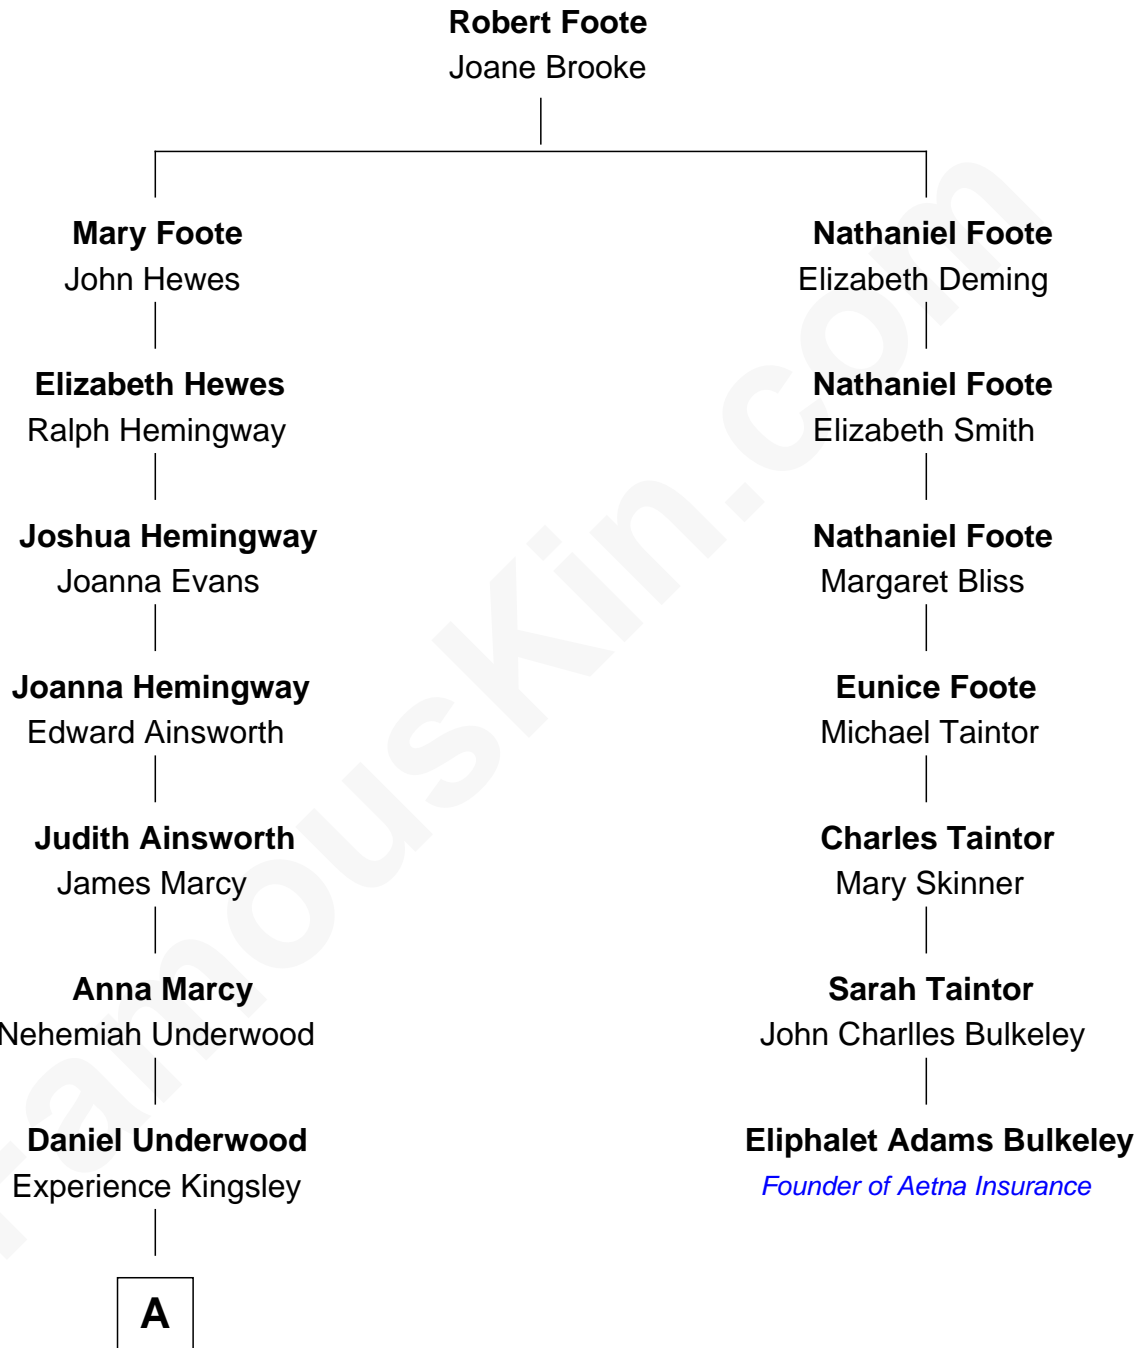 Robert Foote
Joane Brooke
Mary Foote
John Hewes
Elizabeth Hewes
Ralph Hemingway
Joshua Hemingway
Joanna Evans
Joanna Hemingway
Edward Ainsworth
Judith Ainsworth
James Marcy
Anna Marcy
Nehemiah Underwood
Daniel Underwood
Experience Kingsley
A
Nathaniel Foote
Elizabeth Deming
Nathaniel Foote
Elizabeth Smith
Nathaniel Foote
Margaret Bliss
Eunice Foote
Michael Taintor
Charles Taintor
Mary Skinner
Sarah Taintor
John Charlles Bulkeley
Eliphalet Adams Bulkeley
Founder of Aetna Insurance
FamousKin.com